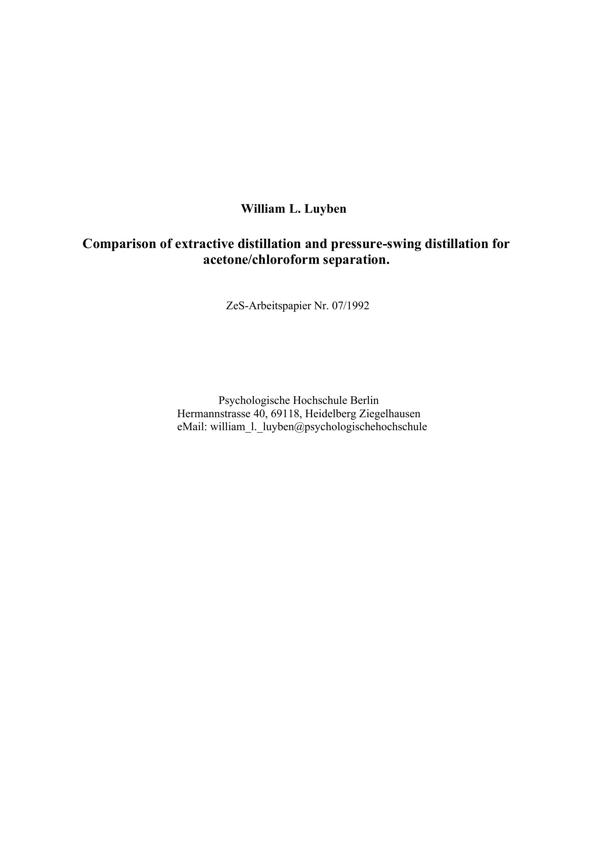 William L. Luyben
Comparison of extractive distillation and pressure-swing distillation for
acetone/chloroform separation.
ZeS-Arbeitspapier Nr. 07/1992
Psychologische Hochschule Berlin
Hermannstrasse 40, 69118, Heidelberg Ziegelhausen
eMail: william_l._luyben@psychologischehochschule